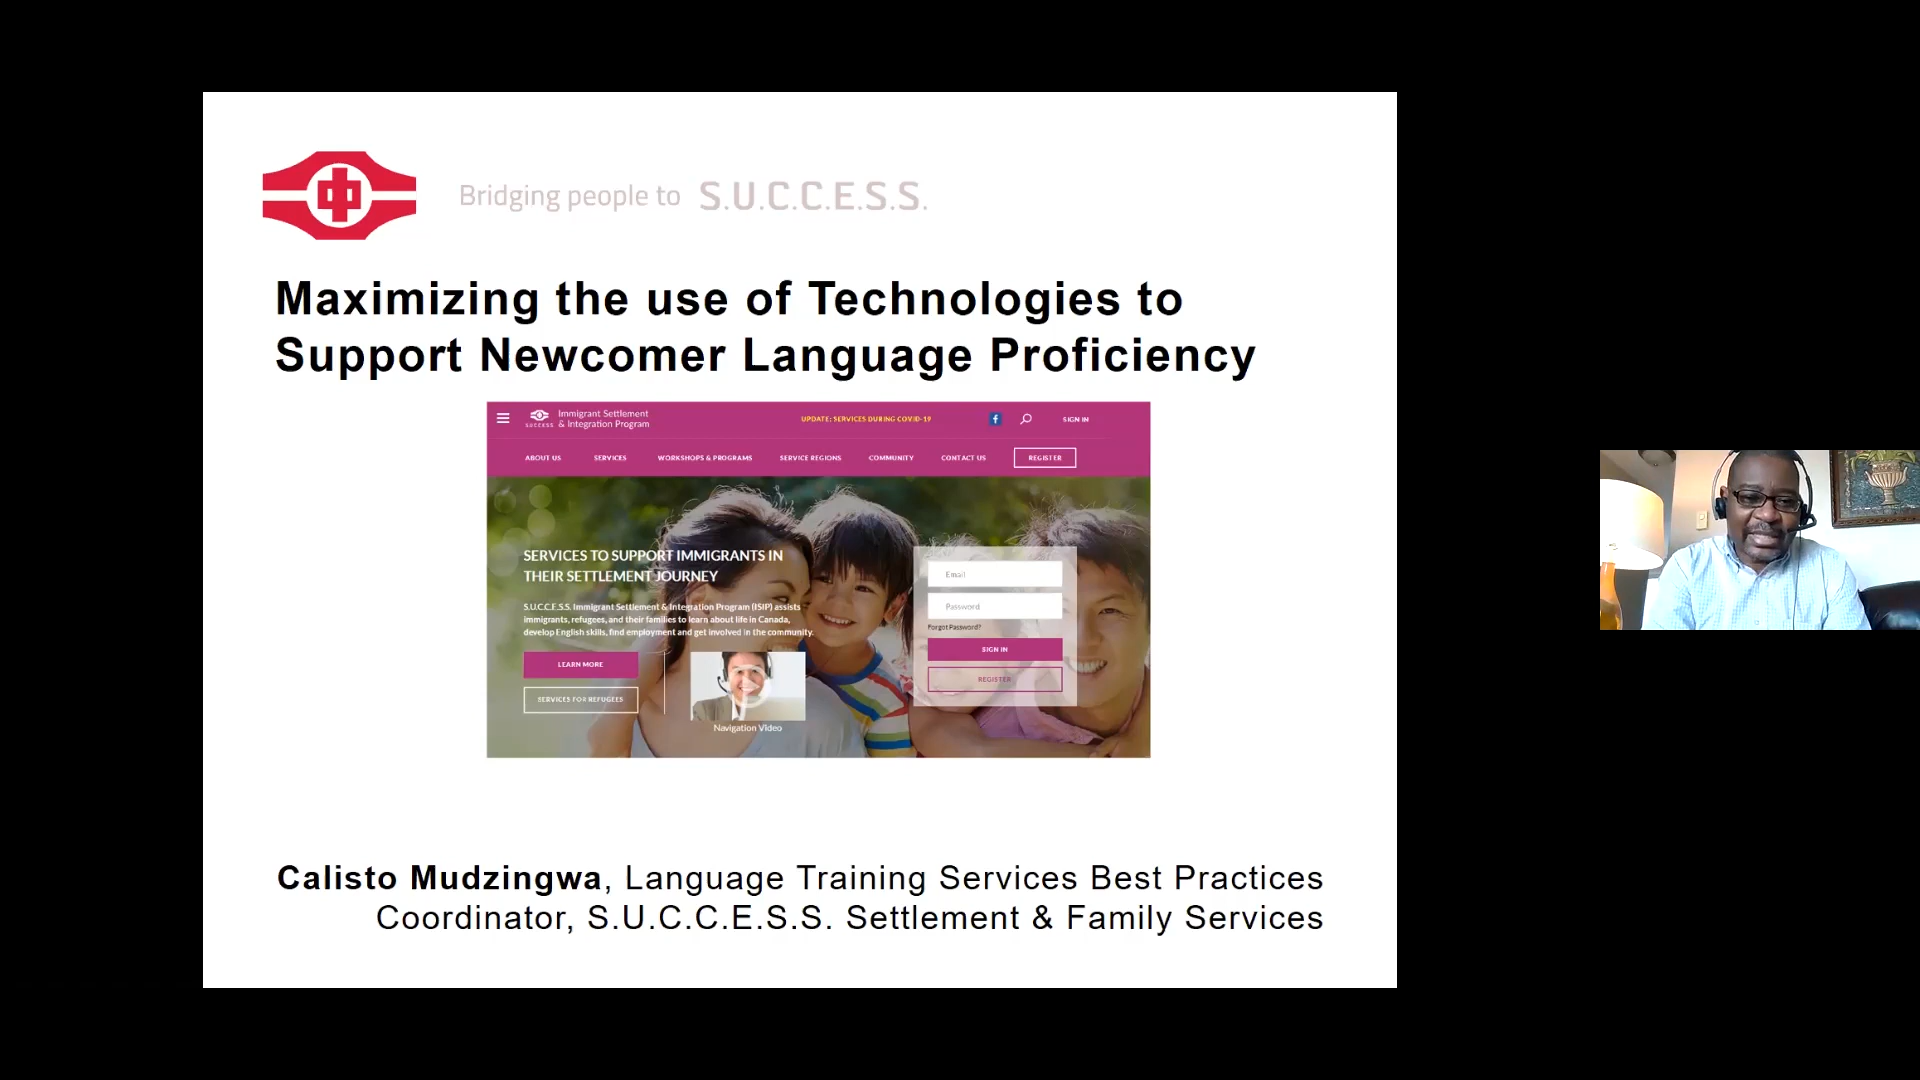 中
Bridging people to S.U.C.C.E.S.S.
Maximizing the use of Technologies to
Support Newcomer Language Proficiency
SUCCESS
Immigrant Settlement
& Integration Program
UPDATE: SERVICES DURING COVID-19
f
SIGN IN
ABOUT US SERVICES WORKSHOPS & PROGRAMS SERVICE REGIONS COMMUNITY CONTACT US REGISTER
SERVICES TO SUPPORT IMMIGRANTS IN
THEIR SETTLEMENT JOURNEY
S.U.C.C.E.S.S. Immigrant Settlement & Integration Program (ISIP) assists
immigrants, refugees, and their families to learn about life in Canada,
develop English skills, find employment and get involved in the community.
LEARN MORE
SERVICES FOR REFUGEES
Navigation Video
Email
Password
Forgot Password?
SIGN IN
REGISTER
Calisto Mudzingwa, Language Training Services Best Practices
Coordinator, S.U.C.C.E.S.S. Settlement & Family Services